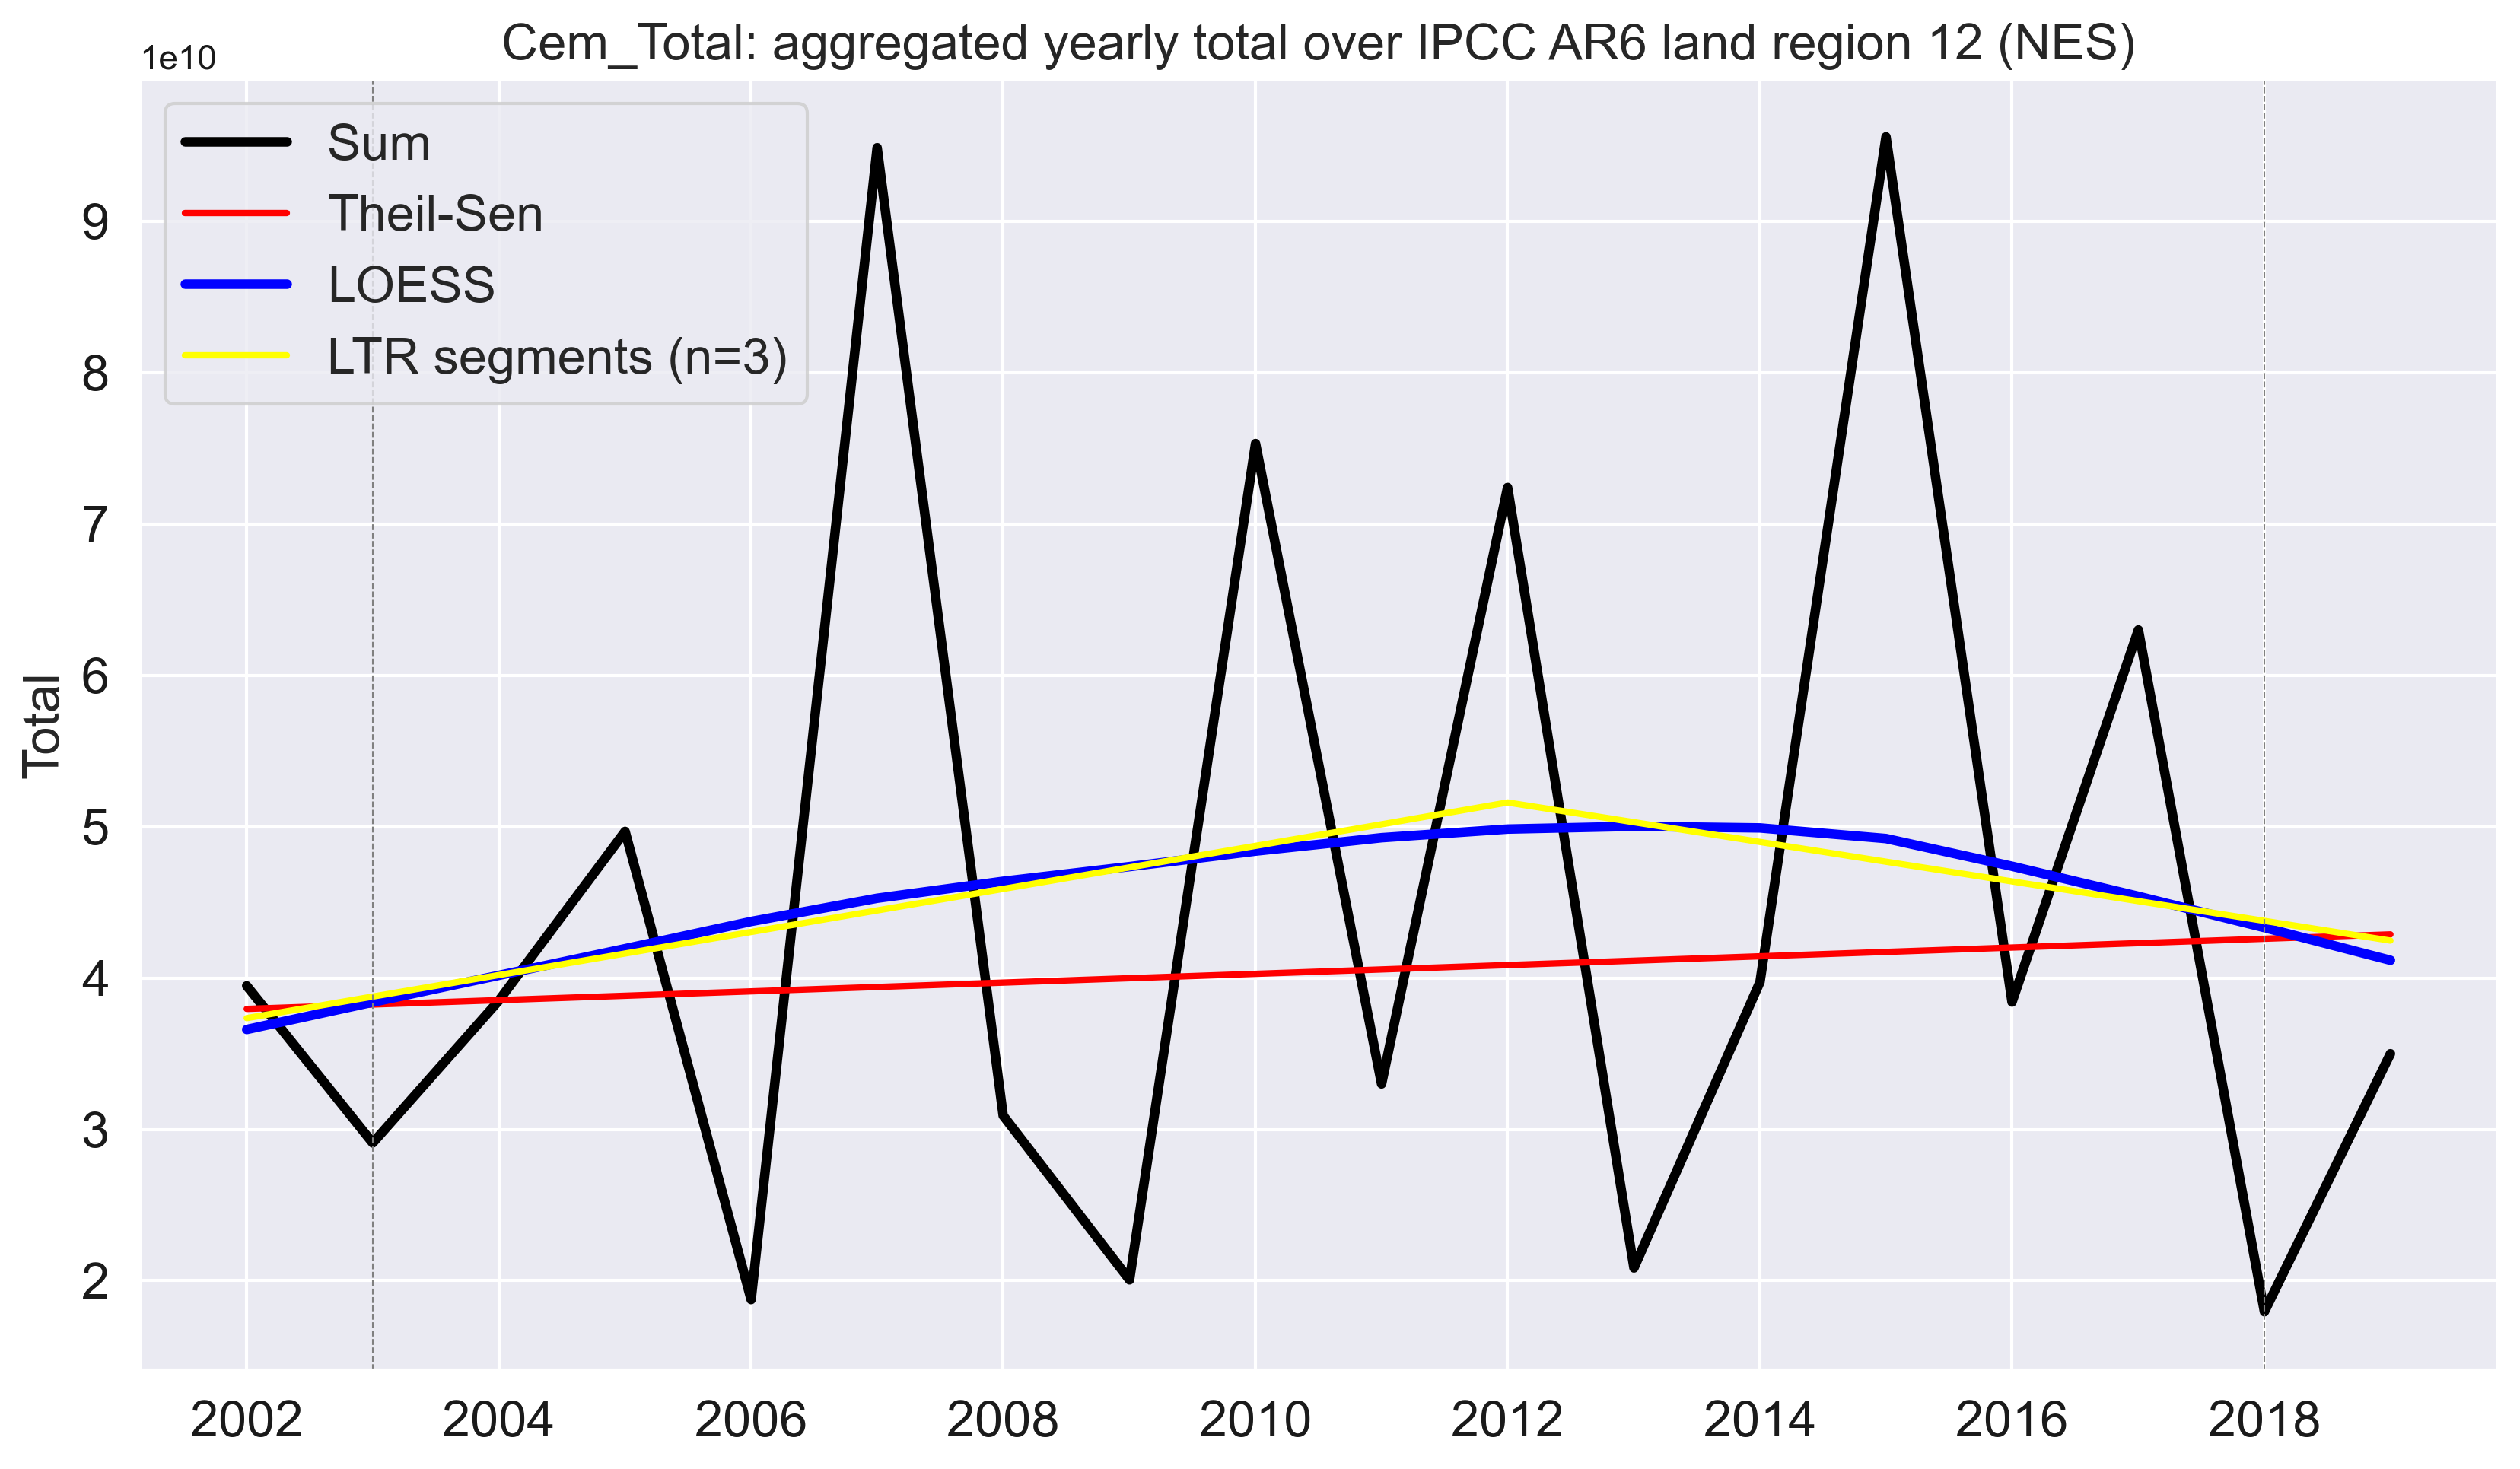 Cem_Total: aggregated yearly total over IPCC AR6 land region 12 (NES)
1e10
Sum
Theil-Sen
LOESS
LTR segments (n=3)
9
8
7
6
5
4
3
2
Total
2002 2004 2006 2008 2010 2012 2014 2016 2018